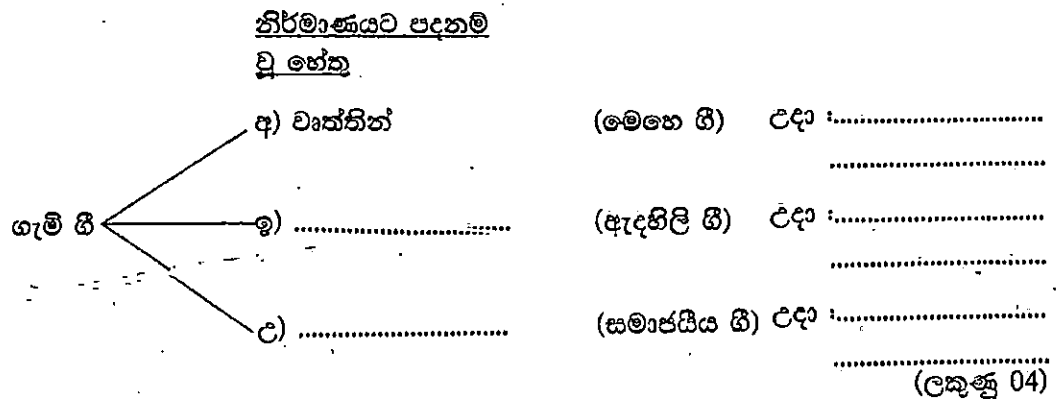 නිර්මාණයට පදනම්
වූ හේතු
අ) වෘත්තීන් (මෙහෙ ගී) උදා :........................................
........................................
ගැමි ගී ඉ) ........................................ (ඇදහිලි ගී) උදා :........................................
........................................
උ) ........................................ (සමාජයීය ගී) උදා :........................................
........................................
(ලකුණු 04)